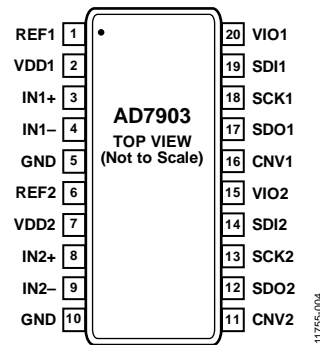 REF1 1
VDD1 2
IN1+ 3
IN1– 4
GND 5
REF2 6
VDD2 7
IN2+ 8
IN2– 9
GND 10
AD7903
TOP VIEW
(Not to Scale)
20 VIO1
19 SDI1
18 SCK1
17 SDO1
16 CNV1
15 VIO2
14 SDI2
13 SCK2
12 SDO2
11 CNV2
11755-004